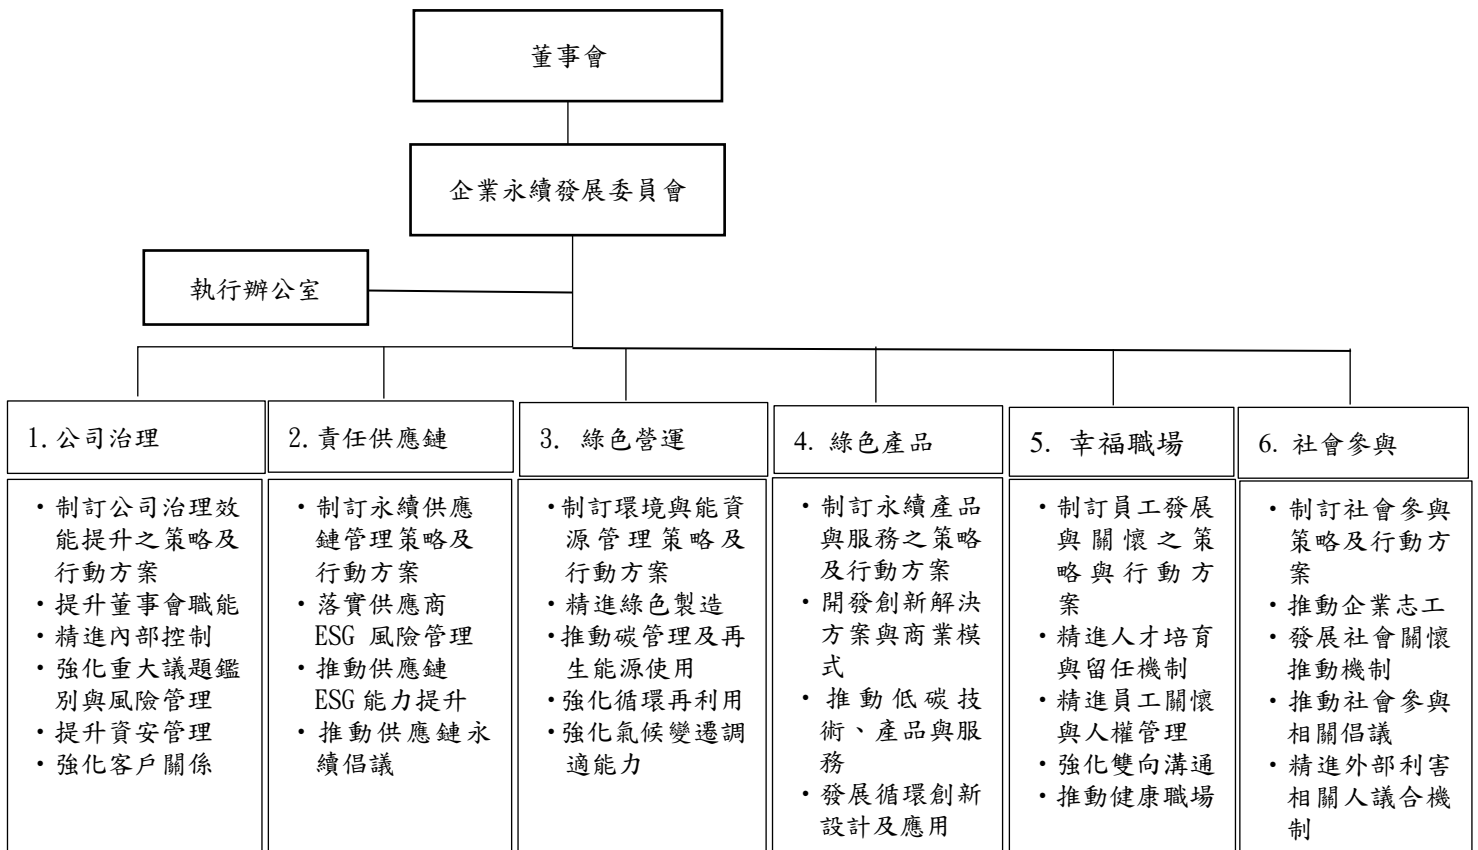 董事會
企業永續發展委員會
執行辦公室
1. 公司治理
2. 責任供應鏈
3. 綠色營運
4. 綠色產品
5. 幸福職場
6. 社會參與
・制訂公司治理效
能提升之策略及
行動方案
・提升董事會職能
・精進內部控制
・強化重大議題鑑
別與風險管理
・提升資安管理
・強化客戶關係
・制訂永續供應
鏈管理策略及
行動方案
・落實供應商
ESG 風險管理
・推動供應鏈
ESG 能力提升
・推動供應鏈永
續倡議
・制訂環境與能資
源管理策略及
行動方案
・精進綠色製造
・推動碳管理及再
生能源使用
・強化循環再利用
・強化氣候變遷調
適能力
・制訂永續產品
與服務之策略
及行動方案
・開發創新解決
方案與商業模
式
・推動低碳技
術、產品與服
務
・發展循環創新
設計及應用
・制訂員工發展
與關懷之策
略與行動方
案
・精進人才培育
與留任機制
・精進員工關懷
與人權管理
・強化雙向溝通
・推動健康職場
・制訂社會參與
策略及行動方
案
・推動企業志工
・發展社會關懷
推動機制
・推動社會參與
相關倡議
・精進外部利害
相關人議合機
制